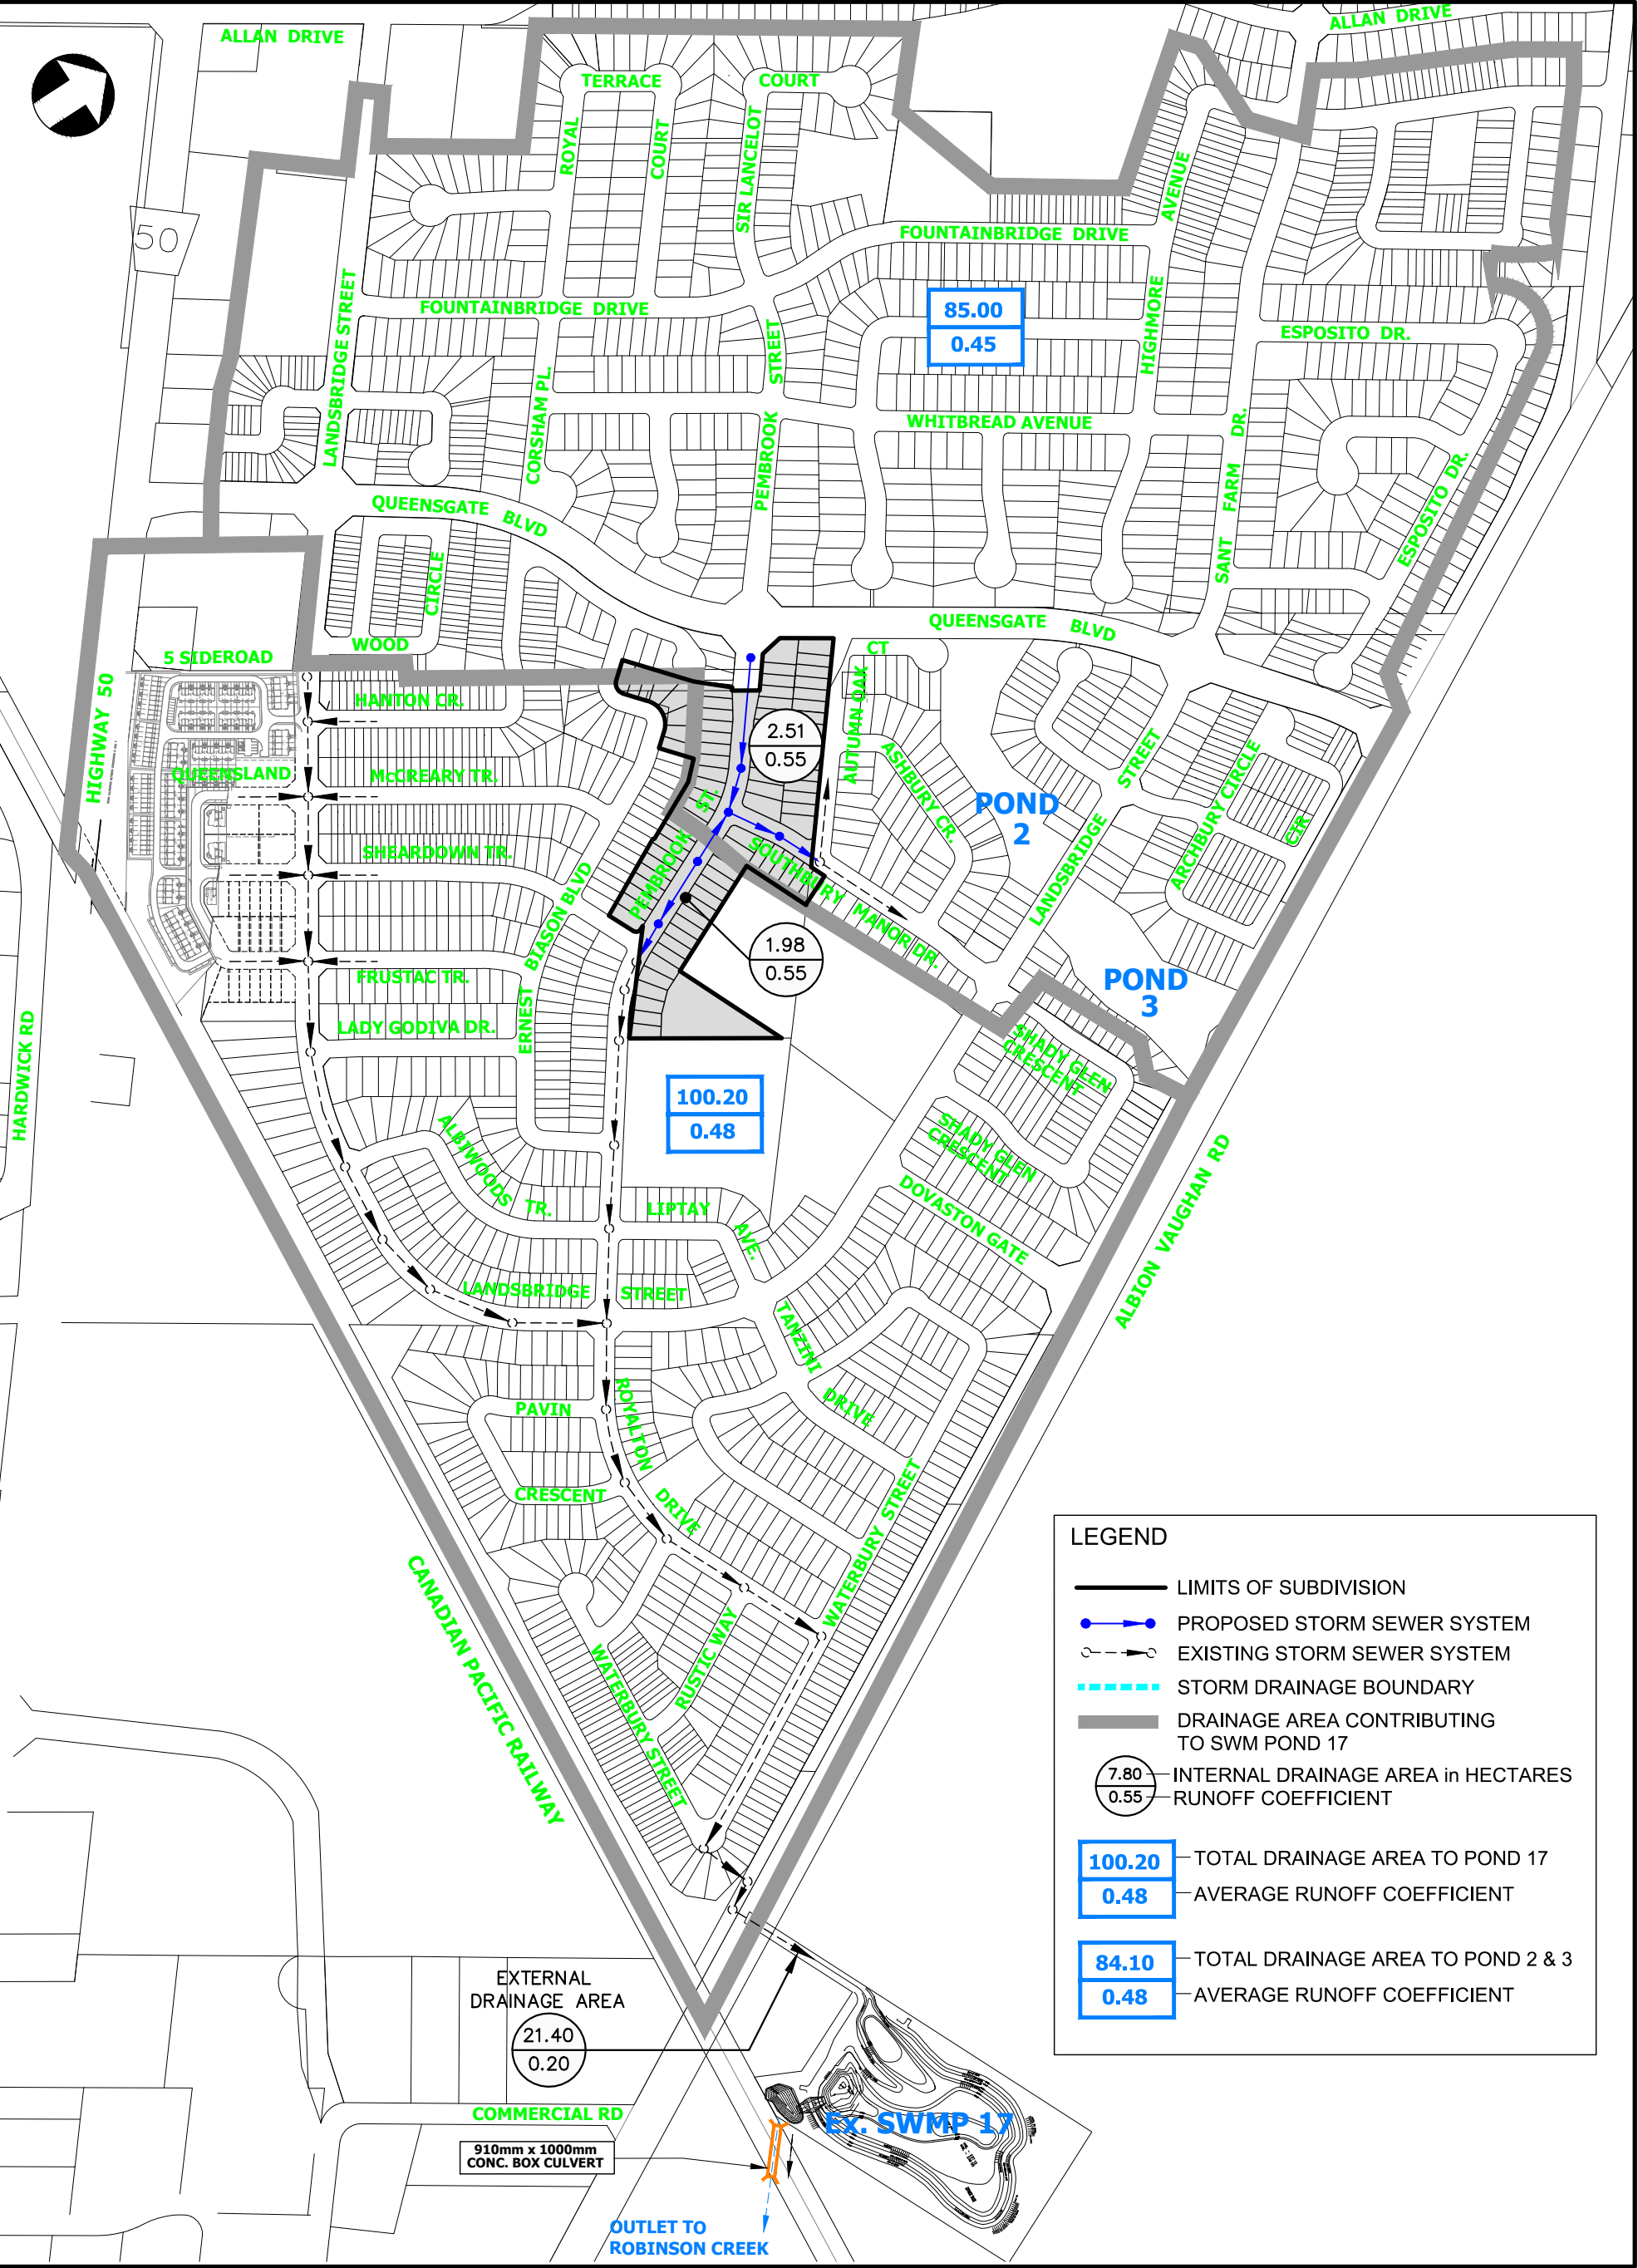 ALLAN DRIVE
ALLAN DRIVE
TERRACE
COURT
ROYAL
COURT
SIR LANCELOT
AVENUE
50
FOUNTAINBRIDGE DRIVE
LANDSBRIDGE STREET
FOUNTAINBRIDGE DRIVE
85.00
0.45
HIGHMORE
ESPOSITO DR.
STREET
CORSHAM PL.
PEMBROOK
WHITBREAD AVENUE
SANT FARM DR.
ESPOSITO DR.
QUEENSGATE BLVD
CIRCLE
WOOD
QUEENSGATE BLVD
5 SIDEROAD
CT
AUTUMN OAK
HIGHWAY 50
HANTON CR.
2.51
0.55
ASHBURY CR.
STREET
ARCHBURY CIRCLE
QUEENSLAND
McCREARY TR.
POND
2
CIR
PEMBROOK ST.
SHEARDOWN TR.
SOUTHBURY MANOR DR.
LANDSBRIDGE
ERNEST BIASON BLVD
1.98
0.55
FRUSTAC TR.
POND
3
LADY GODIVA DR.
HARDWICK RD
SHADY GLEN
CRESCENT
100.20
0.48
ALBIWOODS TR.
SHADY GLEN
CRESCENT
LIPTAY AVE.
DOVASTON GATE
ALBION VAUGHAN RD
LANDSBRIDGE STREET
TANZINI DRIVE
PAVIN
ROYALTON DRIVE
CRESCENT
WATERBURY STREET
CANADIAN PACIFIC RAILWAY
RUSTIC WAY
WATERBURY STREET
LEGEND
LIMITS OF SUBDIVISION
PROPOSED STORM SEWER SYSTEM
EXISTING STORM SEWER SYSTEM
STORM DRAINAGE BOUNDARY
DRAINAGE AREA CONTRIBUTING
TO SWM POND 17
7.80
INTERNAL DRAINAGE AREA in HECTARES
0.55
RUNOFF COEFFICIENT
100.20
TOTAL DRAINAGE AREA TO POND 17
0.48
AVERAGE RUNOFF COEFFICIENT
84.10
TOTAL DRAINAGE AREA TO POND 2 & 3
0.48
AVERAGE RUNOFF COEFFICIENT
EXTERNAL
DRAINAGE AREA
21.40
0.20
COMMERCIAL RD
Ex. SWMP 17
910mm x 1000mm
CONC. BOX CULVERT
OUTLET TO
ROBINSON CREEK